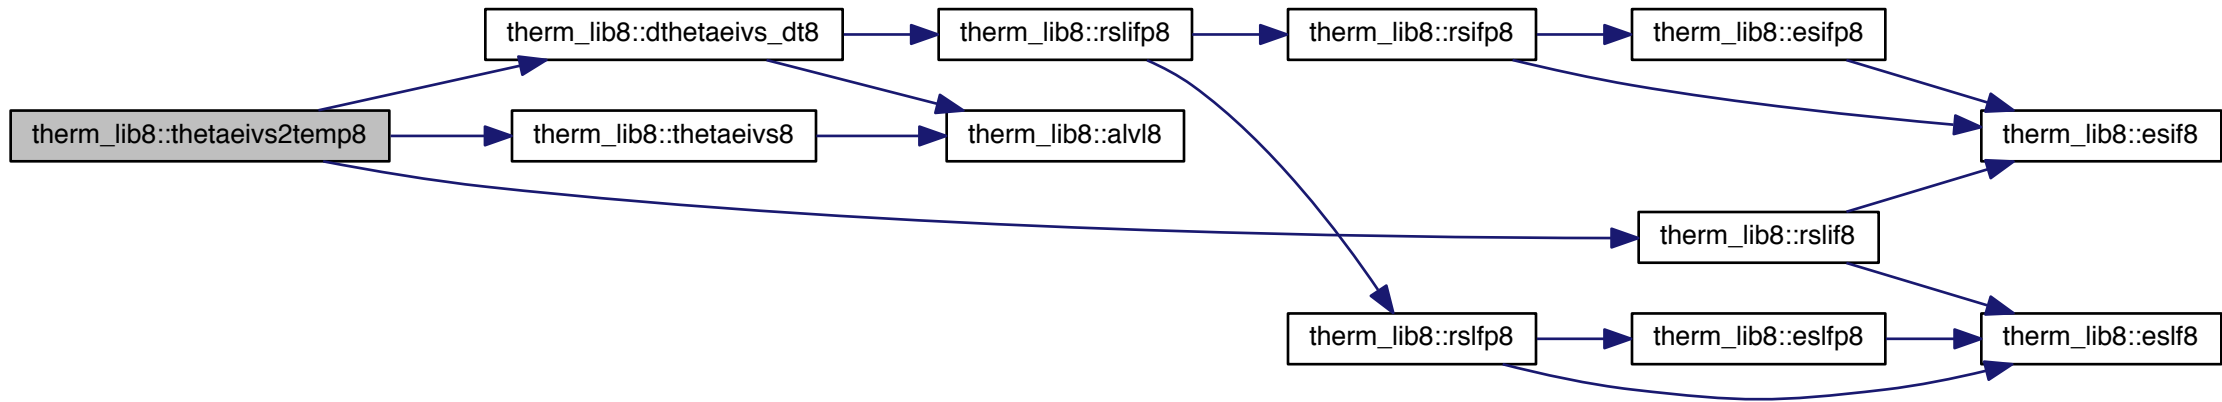 therm_lib8::dthetaeivs_dt8
therm_lib8::rslifp8
therm_lib8::rsifp8
therm_lib8::esifp8
therm_lib8::thetaeivs2temp8
therm_lib8::thetaeivs8
therm_lib8::alvl8
therm_lib8::esif8
therm_lib8::rslif8
therm_lib8::rslfp8
therm_lib8::eslfp8
therm_lib8::eslf8